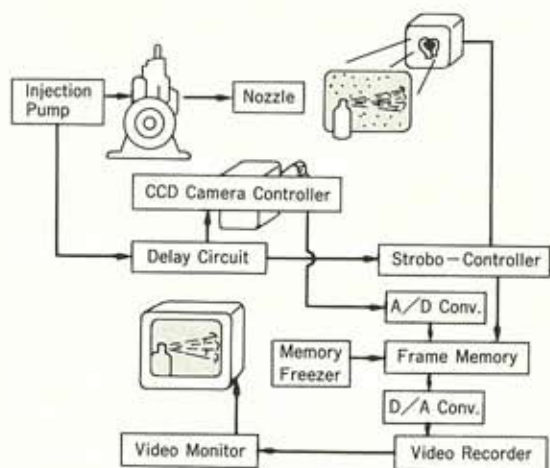 Injection
Pump
Nozzle
CCD Camera Controller
Delay Circuit
Strobo－Controller
A／D Conv.
Memory
Freezer
Frame Memory
D／A Conv.
Video Monitor
Video Recorder